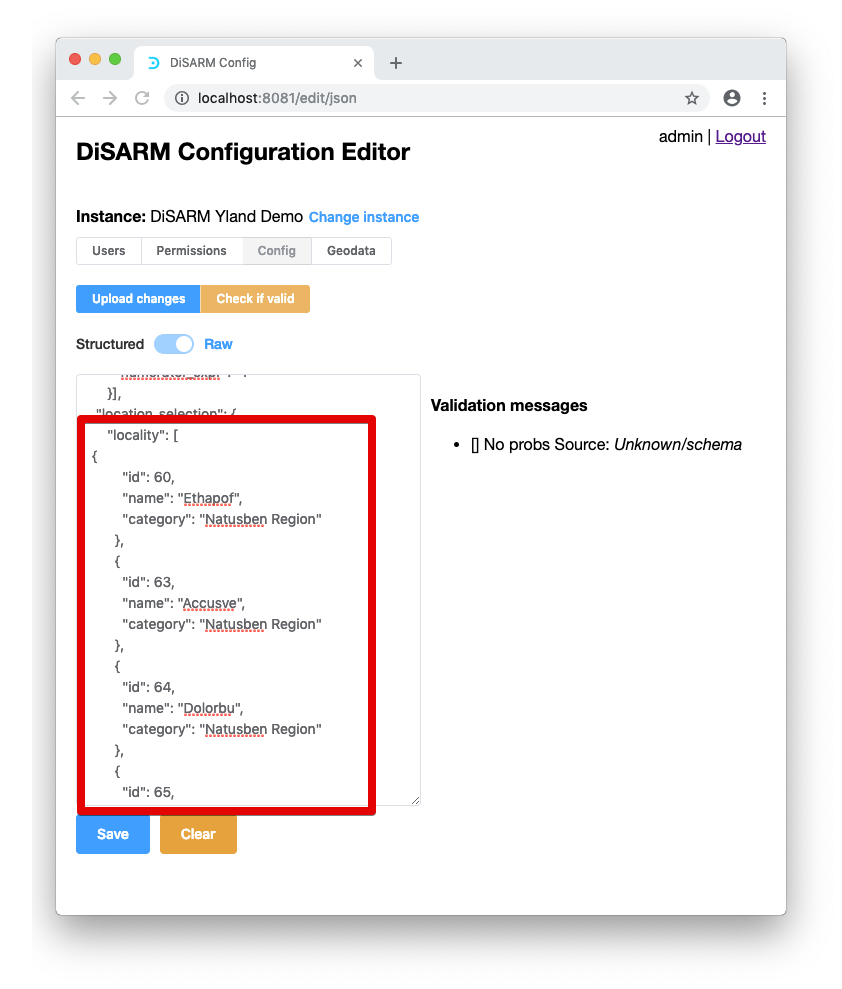 DiSARM Config
localhost:8081/edit/json
admin | Logout
DiSARM Configuration Editor
Instance: DiSARM Yland Demo Change instance
Users Permissions Config Geodata
Upload changes Check if valid
Structured Raw
}],
"location_selection": {
"locality": [
{
"id": 60,
"name": "Ethapof",
"category": "Natusben Region"
},
{
"id": 63,
"name": "Accusve",
"category": "Natusben Region"
},
{
"id": 64,
"name": "Dolorbu",
"category": "Natusben Region"
},
{
"id": 65,
Validation messages
• [] No probs Source: Unknown/schema
Save Clear